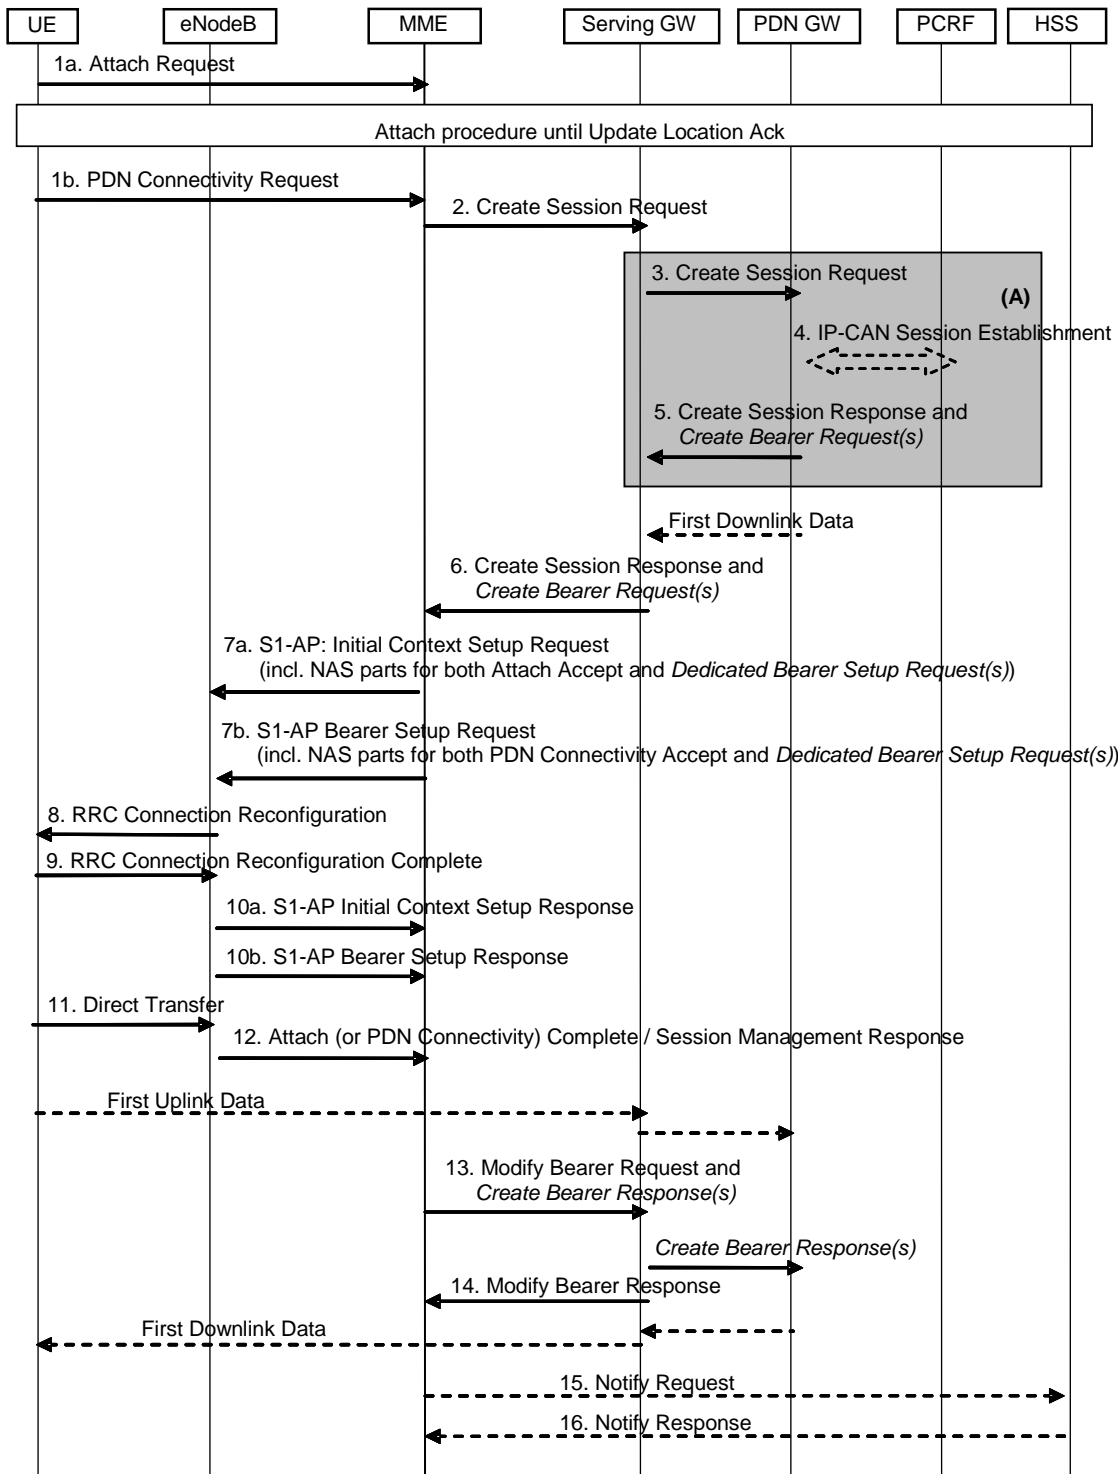 UE eNodeB MME Serving GW PDN GW PCRF HSS
1a. Attach Request
Attach procedure until Update Location Ack
1b. PDN Connectivity Request
2. Create Session Request
3. Create Session Request
(A)
4. IP-CAN Session Establishment
5. Create Session Response and
Create Bearer Request(s)
First Downlink Data
6. Create Session Response and
Create Bearer Request(s)
7a. S1-AP: Initial Context Setup Request
(incl. NAS parts for both Attach Accept and Dedicated Bearer Setup Request(s))
7b. S1-AP Bearer Setup Request
(incl. NAS parts for both PDN Connectivity Accept and Dedicated Bearer Setup Request(s))
8. RRC Connection Reconfiguration
9. RRC Connection Reconfiguration Complete
10a. S1-AP Initial Context Setup Response
10b. S1-AP Bearer Setup Response
11. Direct Transfer
12. Attach (or PDN Connectivity) Complete / Session Management Response
First Uplink Data
13. Modify Bearer Request and
Create Bearer Response(s)
Create Bearer Response(s)
14. Modify Bearer Response
First Downlink Data
15. Notify Request
16. Notify Response